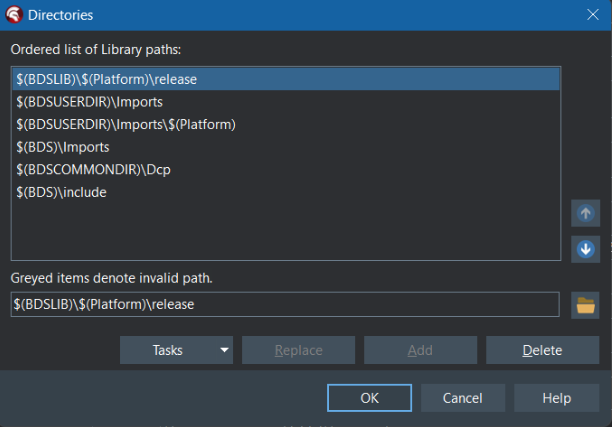 Directories
Ordered list of Library paths:
$(BDSLIB)\$(Platform)\release
$(BDSUSERDIR)\Imports
$(BDSUSERDIR)\Imports\$(Platform)
$(BDS)\Imports
$(BDSCOMMONDIR)\Dcp
$(BDS)\include
Greyed items denote invalid path.
$(BDSLIB)\$(Platform)\release
Tasks Replace Add Delete
OK Cancel Help